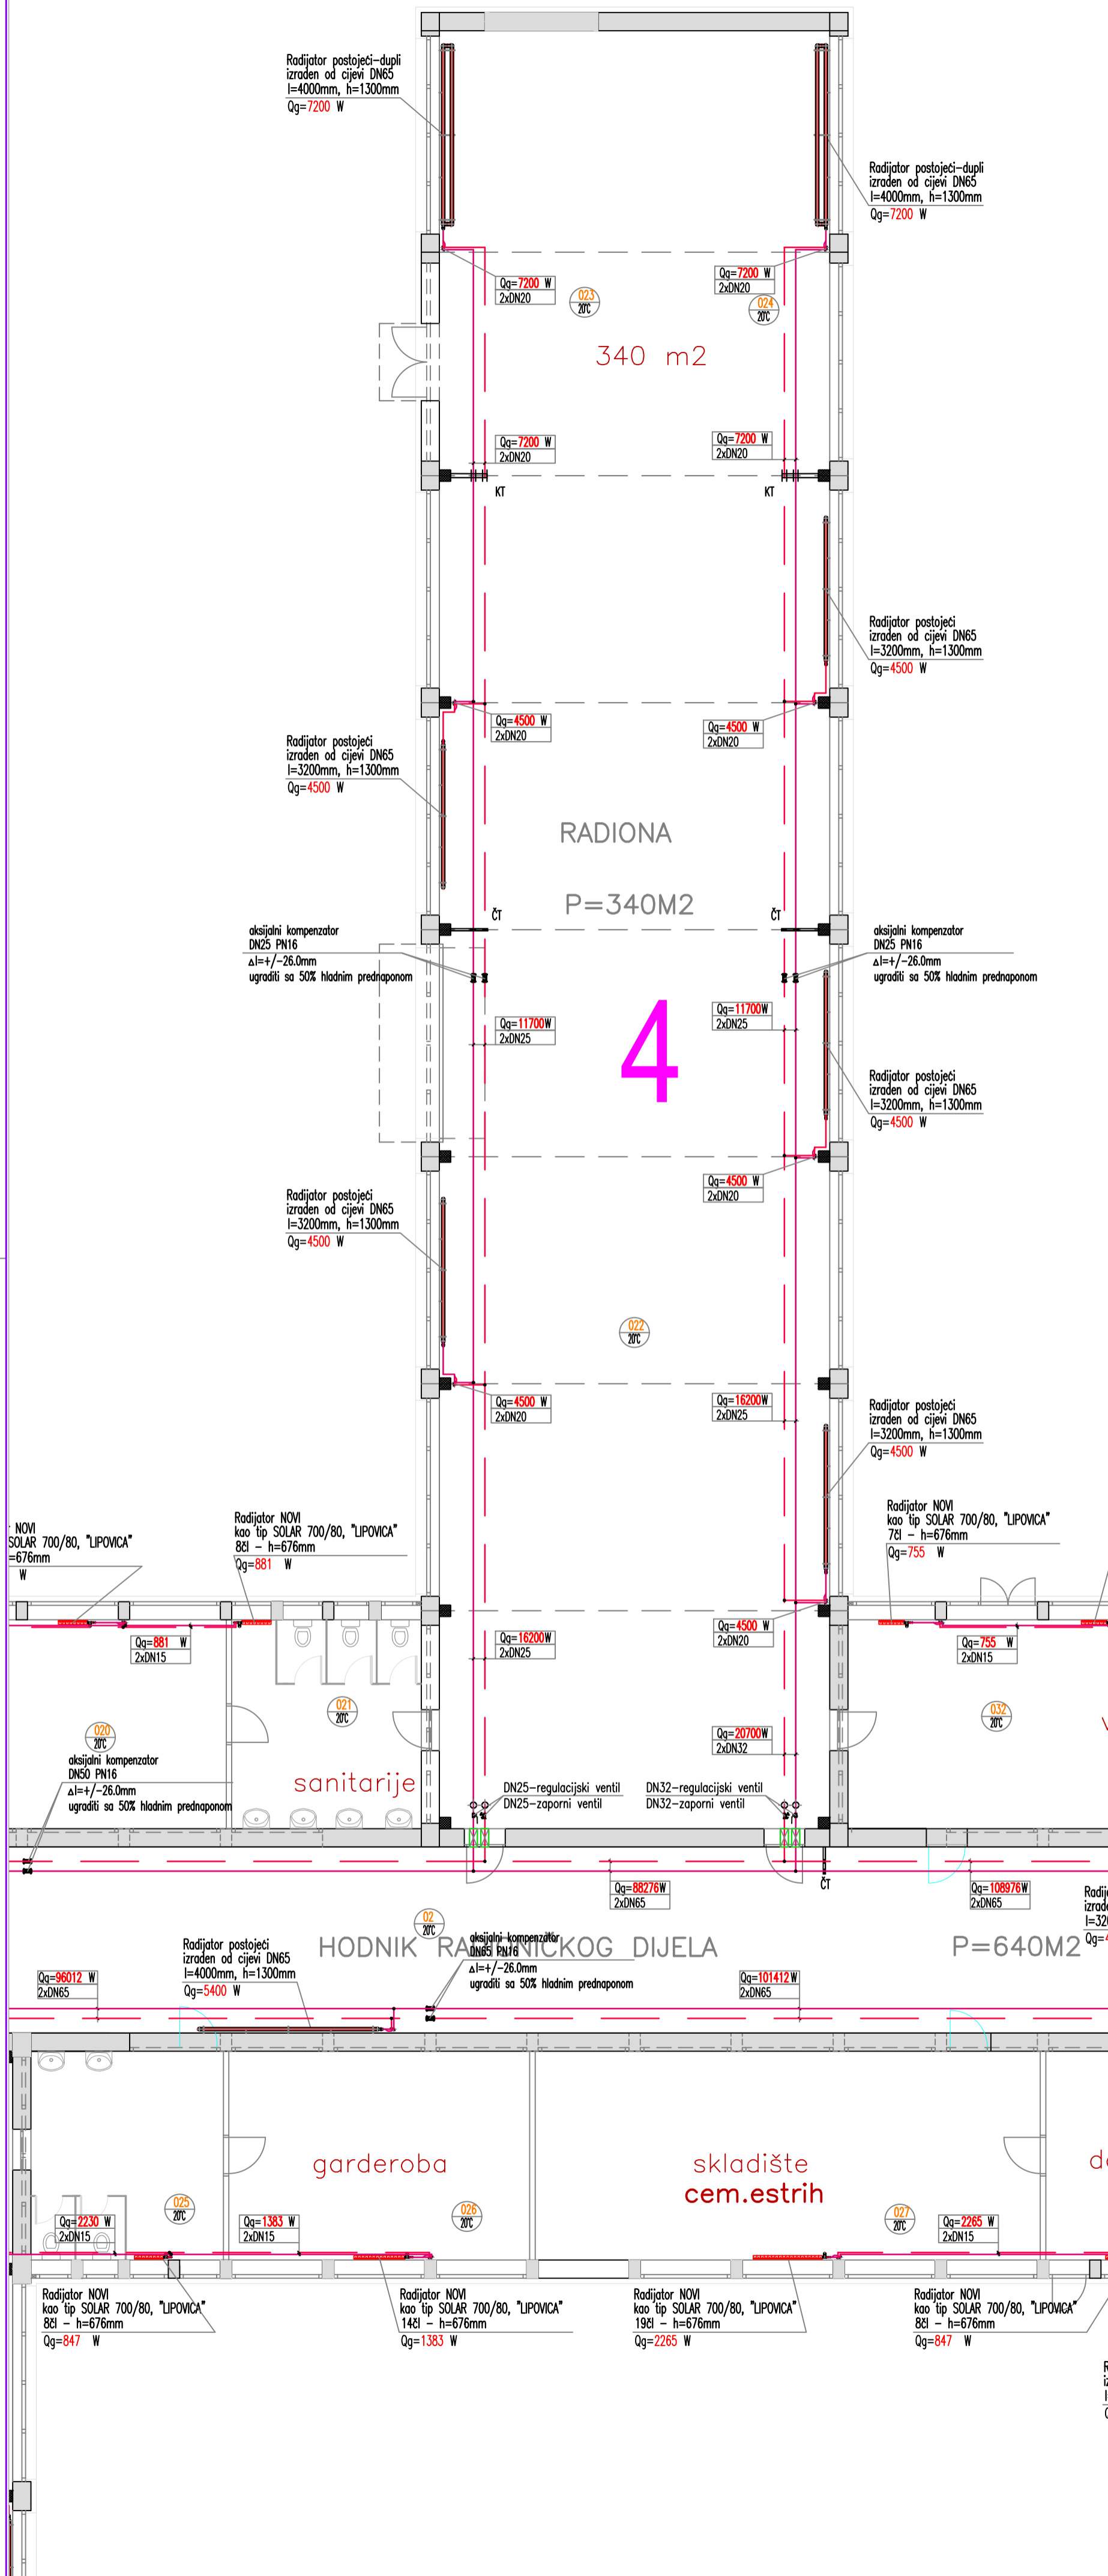 Radijator postojeći-dupli
izrađen od cijevi DN65
l=4000mm, h=1300mm
Qg=7200 W
Radijator postojeći-dupli
izrađen od cijevi DN65
l=4000mm, h=1300mm
Qg=7200 W
Qg=7200 W
2xDN20
023
20°C
Qg=7200 W
2xDN20
024
20°C
340 m2
Qg=7200 W
2xDN20
KT
Qg=7200 W
2xDN20
KT
Radijator postojeći
izrađen od cijevi DN65
l=3200mm, h=1300mm
Qg=4500 W
Qg=4500 W
2xDN20
Qg=4500 W
2xDN20
Radijator postojeći
izrađen od cijevi DN65
l=3200mm, h=1300mm
Qg=4500 W
RADIONA
P=340M2
ČT
ČT
aksijalni kompenzator
DN25 PN16
Δl=+/-26.0mm
ugraditi sa 50% hladnim prednaponom
aksijalni kompenzator
DN25 PN16
Δl=+/-26.0mm
ugraditi sa 50% hladnim prednaponom
Qg=11700W
2xDN25
Qg=11700W
2xDN25
4
Radijator postojeći
izrađen od cijevi DN65
l=3200mm, h=1300mm
Qg=4500 W
Qg=4500 W
2xDN20
Radijator postojeći
izrađen od cijevi DN65
l=3200mm, h=1300mm
Qg=4500 W
022
20°C
Qg=4500 W
2xDN20
Qg=16200W
2xDN25
Radijator postojeći
izrađen od cijevi DN65
l=3200mm, h=1300mm
Qg=4500 W
NOVI
SOLAR 700/80, "LIPOVICA"
=676mm
W
Radijator NOVI
kao tip SOLAR 700/80, "LIPOVICA"
8čl - h=676mm
Qg=881 W
Radijator NOVI
kao tip SOLAR 700/80, "LIPOVICA"
7čl - h=676mm
Qg=755 W
Qg=881 W
2xDN15
Qg=16200W
2xDN25
Qg=4500 W
2xDN20
Qg=755 W
2xDN15
020
20°C
021
20°C
032
20°C
Qg=20700W
2xDN32
aksijalni kompenzator
DN50 PN16
Δl=+/-26.0mm
ugraditi sa 50% hladnim prednaponom
sanitarije
DN25-regulacijski ventil
DN25-zaporni ventil
DN32-regulacijski ventil
DN32-zaporni ventil
ČT
Qg=88276W
2xDN65
Qg=108976W
2xDN65
02
20°C
HODNIK RADIONIČKOG DIJELA
P=640M2
aksijalni kompenzator
DN65 PN16
Δl=+/-26.0mm
ugraditi sa 50% hladnim prednaponom
Radijator postojeći
izrađen od cijevi DN65
l=4000mm, h=1300mm
Qg=5400 W
Qg=96012 W
2xDN65
Qg=101412W
2xDN65
garderoba
skladište
cem.estrih
025
20°C
026
20°C
027
20°C
Qg=2230 W
2xDN15
Qg=1383 W
2xDN15
Qg=2265 W
2xDN15
Radijator NOVI
kao tip SOLAR 700/80, "LIPOVICA"
8čl - h=676mm
Qg=847 W
Radijator NOVI
kao tip SOLAR 700/80, "LIPOVICA"
14čl - h=676mm
Qg=1383 W
Radijator NOVI
kao tip SOLAR 700/80, "LIPOVICA"
19čl - h=676mm
Qg=2265 W
Radijator NOVI
kao tip SOLAR 700/80, "LIPOVICA"
8čl - h=676mm
Qg=847 W